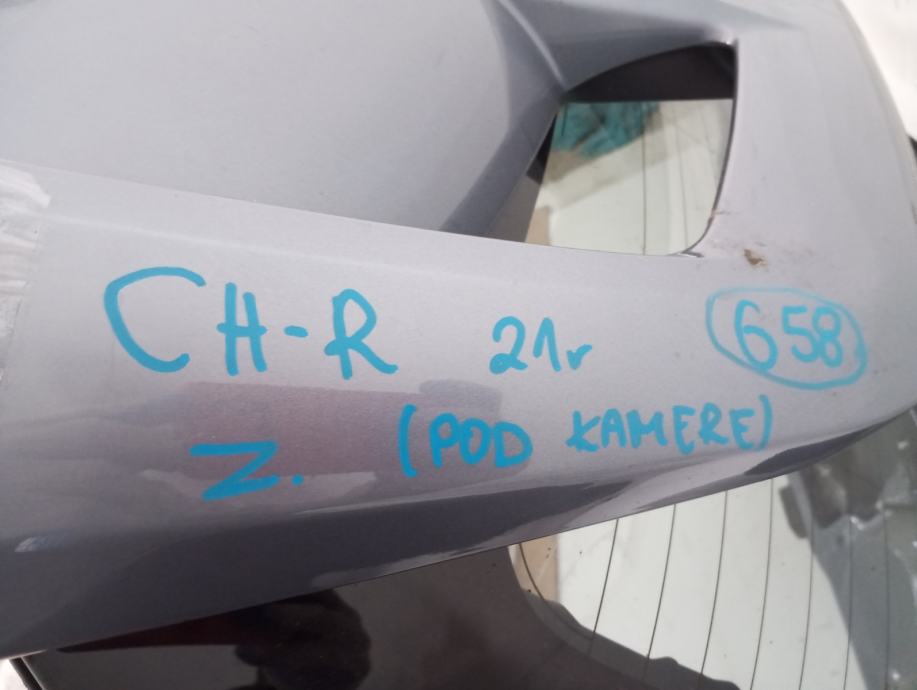 CH-R 21r 658
Z. (POD KAMERE)